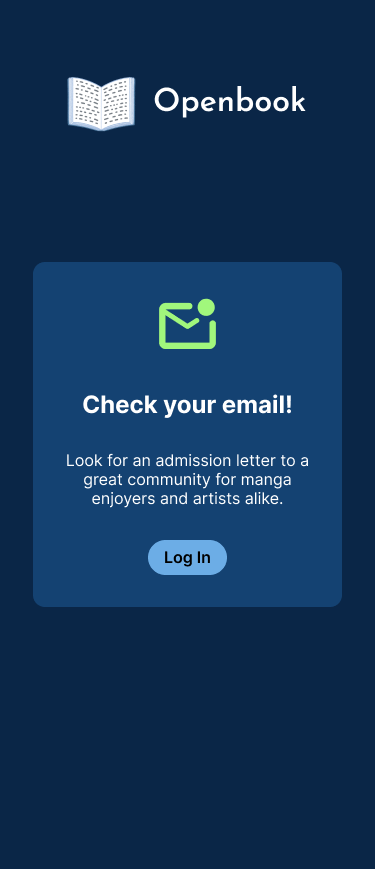 Openbook
Check your email!
Look for an admission letter to a
great community for manga
enjoyers and artists alike.
Log In